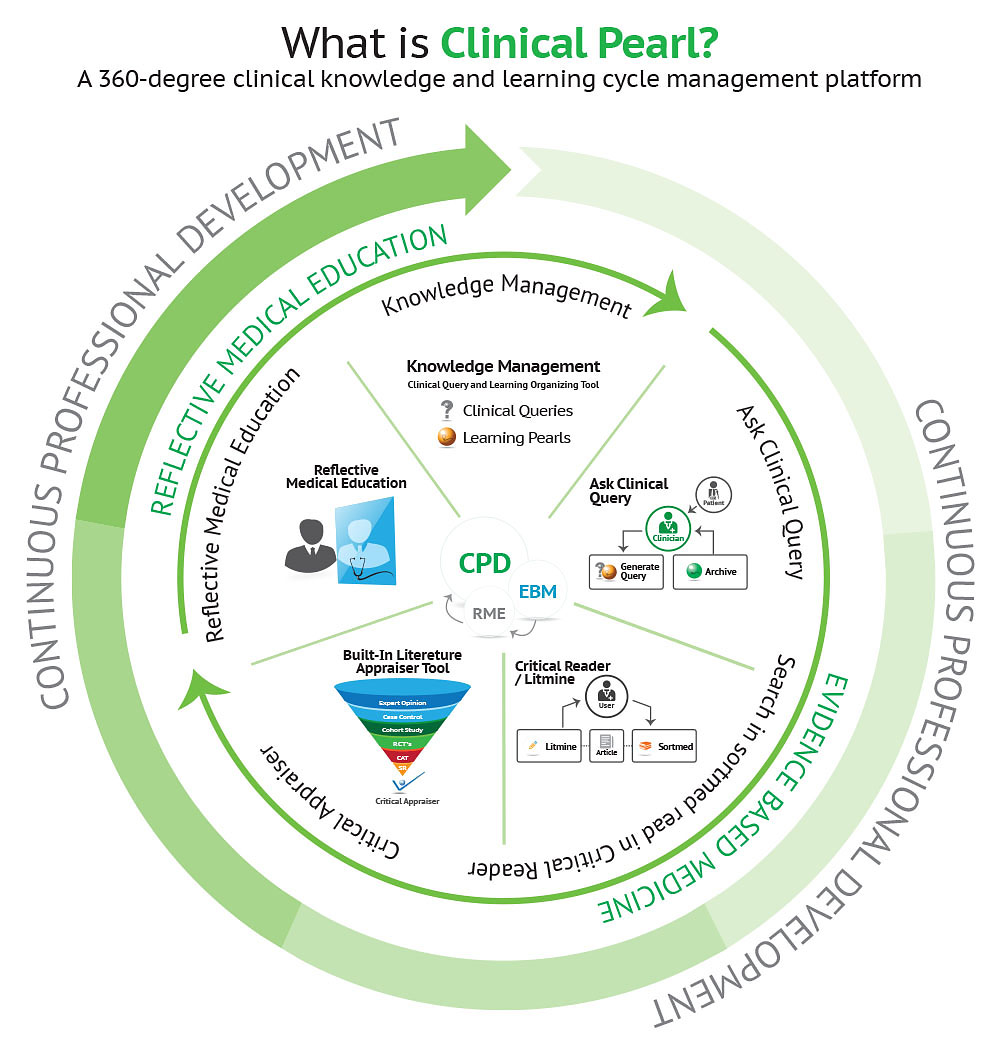 What is Clinical Pearl?
A 360-degree clinical knowledge and learning cycle management platform
CONTINUOUS PROFESSIONAL DEVELOPMENT
REFLECTIVE MEDICAL EDUCATION
Knowledge Management
Knowledge Management
Clinical Query and Learning Organizing Tool
Clinical Queries
Learning Pearls
Ask Clinical Query
Ask Clinical
Query
Patient
Clinician
Generate
Query
Archive
CONTINUOUS PROFESSIONAL DEVELOPMENT
Reflective Medical Education
Reflective
Medical Education
CPD
EBM
RME
Built-In Litereture
Appraiser Tool
Expert Opinion
Case Control
Cohort Study
RCT's
CAT
SR
Critical Appraiser
Critical Appraiser
Critical Reader
/ Litmine
User
Litmine
Article
Sortmed
Search in sortmed read in Critical Reader
EVIDENCE BASED MEDICINE